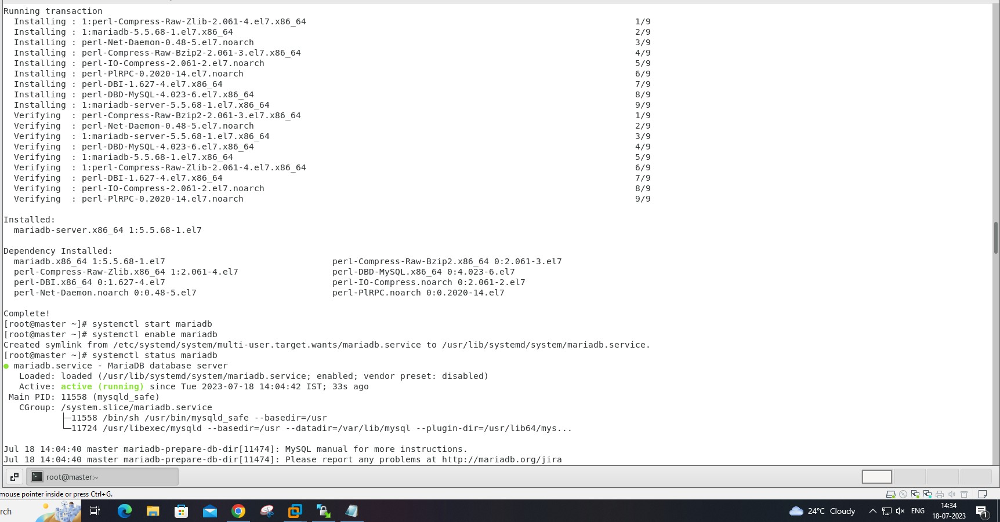 Running transaction
  Installing : 1:perl-Compress-Raw-Zlib-2.061-4.el7.x86_64 1/9
  Installing : 1:mariadb-5.5.68-1.el7.x86_64 2/9
  Installing : perl-Net-Daemon-0.48-5.el7.noarch 3/9
  Installing : perl-Compress-Raw-Bzip2-2.061-3.el7.x86_64 4/9
  Installing : perl-IO-Compress-2.061-2.el7.noarch 5/9
  Installing : perl-PlRPC-0.2020-14.el7.noarch 6/9
  Installing : perl-DBI-1.627-4.el7.x86_64 7/9
  Installing : perl-DBD-MySQL-4.023-6.el7.x86_64 8/9
  Installing : 1:mariadb-server-5.5.68-1.el7.x86_64 9/9
  Verifying  : perl-Compress-Raw-Bzip2-2.061-3.el7.x86_64 1/9
  Verifying  : perl-Net-Daemon-0.48-5.el7.noarch 2/9
  Verifying  : 1:mariadb-server-5.5.68-1.el7.x86_64 3/9
  Verifying  : perl-DBD-MySQL-4.023-6.el7.x86_64 4/9
  Verifying  : 1:mariadb-5.5.68-1.el7.x86_64 5/9
  Verifying  : 1:perl-Compress-Raw-Zlib-2.061-4.el7.x86_64 6/9
  Verifying  : perl-DBI-1.627-4.el7.x86_64 7/9
  Verifying  : perl-IO-Compress-2.061-2.el7.noarch 8/9
  Verifying  : perl-PlRPC-0.2020-14.el7.noarch 9/9
Installed:
  mariadb-server.x86_64 1:5.5.68-1.el7
Dependency Installed:
  mariadb.x86_64 1:5.5.68-1.el7 perl-Compress-Raw-Bzip2.x86_64 0:2.061-3.el7
  perl-Compress-Raw-Zlib.x86_64 1:2.061-4.el7 perl-DBD-MySQL.x86_64 0:4.023-6.el7
  perl-DBI.x86_64 0:1.627-4.el7 perl-IO-Compress.noarch 0:2.061-2.el7
  perl-Net-Daemon.noarch 0:0.48-5.el7 perl-PlRPC.noarch 0:0.2020-14.el7
Complete!
[root@master ~]# systemctl start mariadb
[root@master ~]# systemctl enable mariadb
Created symlink from /etc/systemd/system/multi-user.target.wants/mariadb.service to /usr/lib/systemd/system/mariadb.service.
[root@master ~]# systemctl status mariadb
● mariadb.service - MariaDB database server
   Loaded: loaded (/usr/lib/systemd/system/mariadb.service; enabled; vendor preset: disabled)
   Active: active (running) since Tue 2023-07-18 14:04:42 IST; 33s ago
 Main PID: 11558 (mysqld_safe)
   CGroup: /system.slice/mariadb.service
           ├─11558 /bin/sh /usr/bin/mysqld_safe --basedir=/usr
           └─11724 /usr/libexec/mysqld --basedir=/usr --datadir=/var/lib/mysql --plugin-dir=/usr/lib64/mys...
Jul 18 14:04:40 master mariadb-prepare-db-dir[11474]: MySQL manual for more instructions.
Jul 18 14:04:40 master mariadb-prepare-db-dir[11474]: Please report any problems at http://mariadb.org/jira
root@master:~
mouse pointer inside or press Ctrl+G.
rch
24°C Cloudy
ENG
14:34
18-07-2023
1